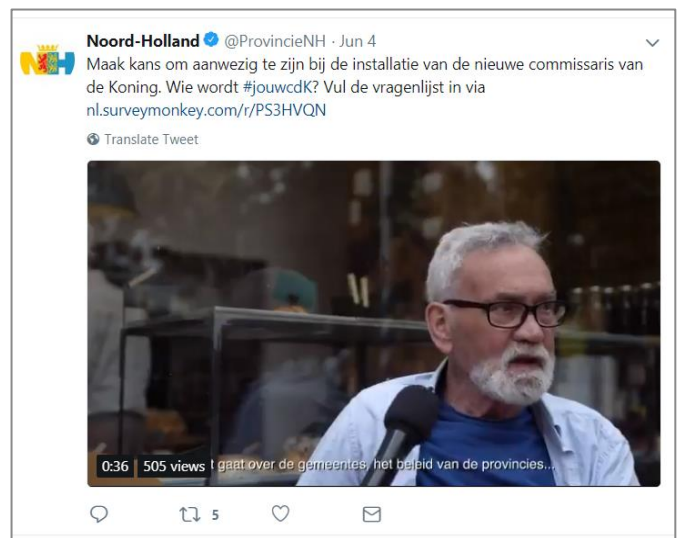 Noord-Holland @ProvincieNH · Jun 4
Maak kans om aanwezig te zijn bij de installatie van de nieuwe commissaris van
de Koning. Wie wordt #jouwcdK? Vul de vragenlijst in via
nl.surveymonkey.com/r/PS3HVQN
Translate Tweet
0:36 505 views t gaat over de gemeentes, het beleid van de provincies...
5